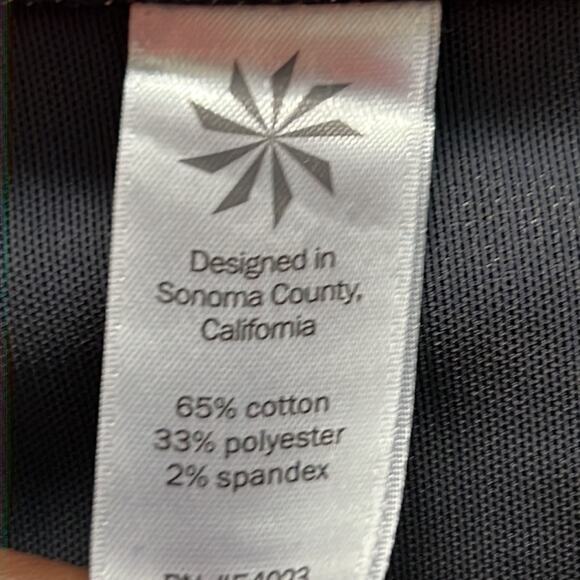 Designed in
Sonoma County,
California
65% cotton
33% polyester
2% spandex